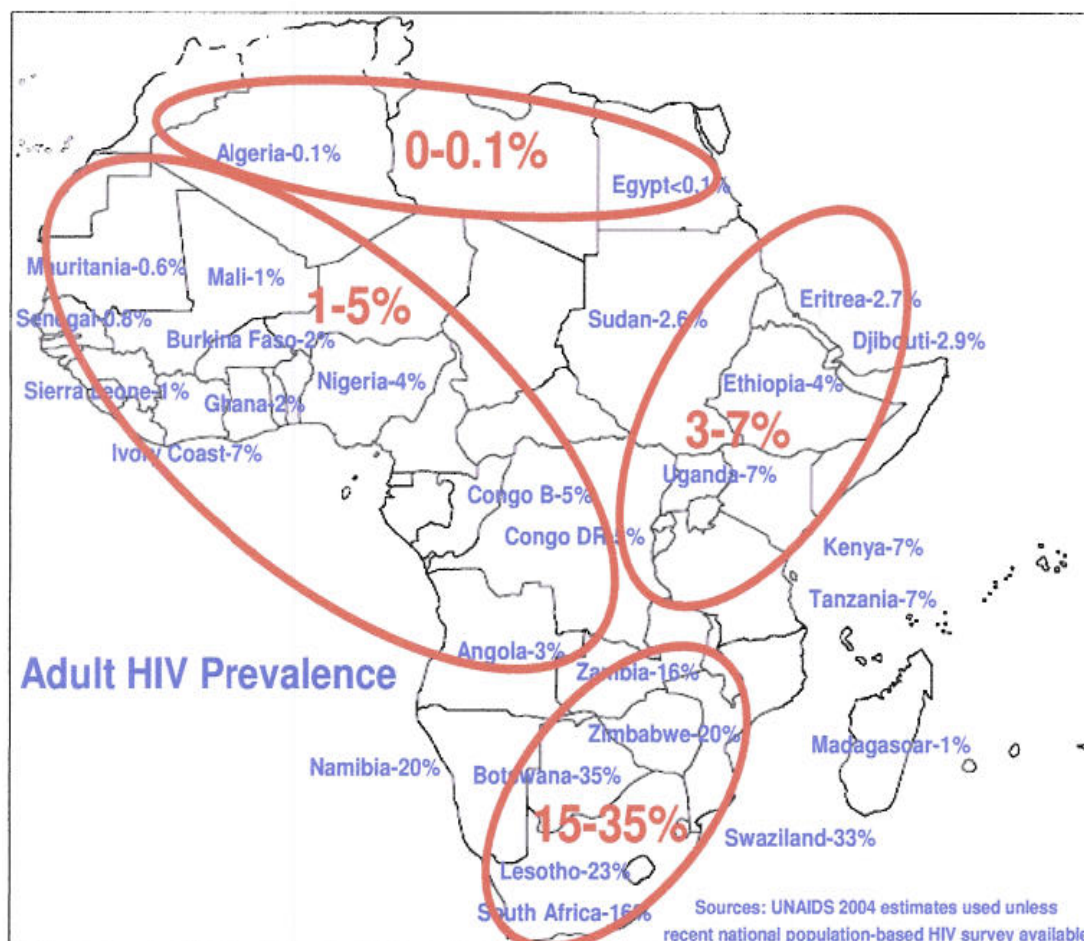 0-0.1%
Algeria-0.1%
Egypt<0.1%
Mauritania-0.6%
Mali-1%
1-5%
Senegal-0.8%
Burkina Faso-2%
Nigeria-4%
Sierra Leone-1%
Ghana-2%
Ivory Coast-7%
Sudan-2.6%
Eritrea-2.7%
Djibouti-2.9%
Ethiopia-4%
3-7%
Uganda-7%
Congo B-5%
Congo DR-5%
Kenya-7%
Tanzania-7%
Angola-3%
Adult HIV Prevalence
Zambia-16%
Zimbabwe-20%
Madagascar-1%
Namibia-20%
Botswana-35%
15-35%
Swaziland-33%
Lesotho-23%
South Africa-16%
Sources: UNAIDS 2004 estimates used unless
recent national population-based HIV survey available